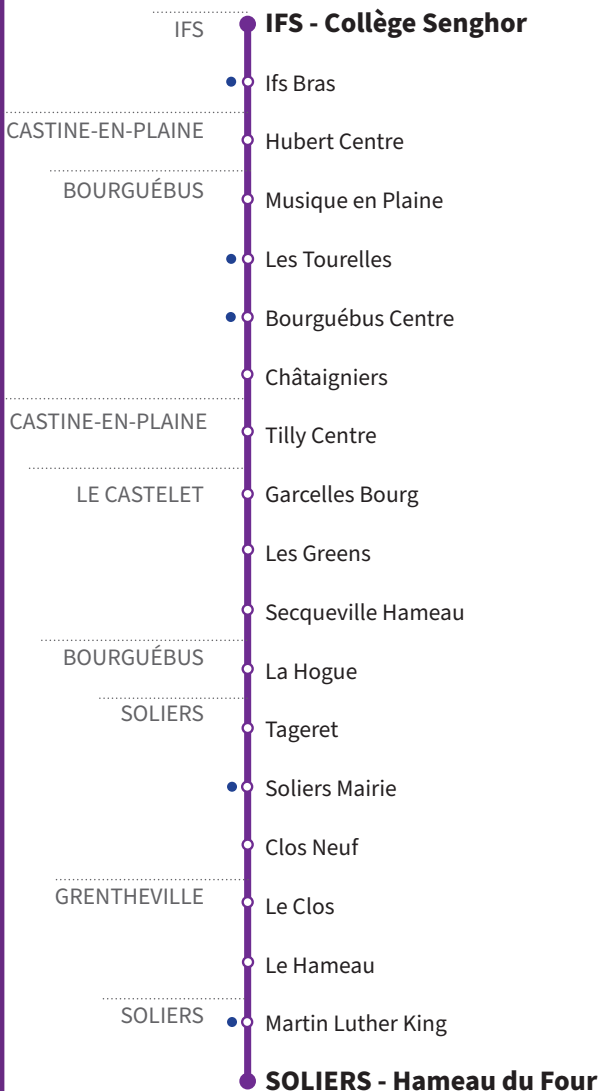 IFS
IFS - Collège Senghor
Ifs Bras
CASTINE-EN-PLAINE
Hubert Centre
BOURGUÉBUS
Musique en Plaine
Les Tourelles
Bourguébus Centre
Châtaigniers
CASTINE-EN-PLAINE
Tilly Centre
LE CASTELET
Garcelles Bourg
Les Greens
Secqueville Hameau
BOURGUÉBUS
La Hogue
SOLIERS
Tageret
Soliers Mairie
Clos Neuf
GRENTHEVILLE
Le Clos
Le Hameau
SOLIERS
Martin Luther King
SOLIERS - Hameau du Four